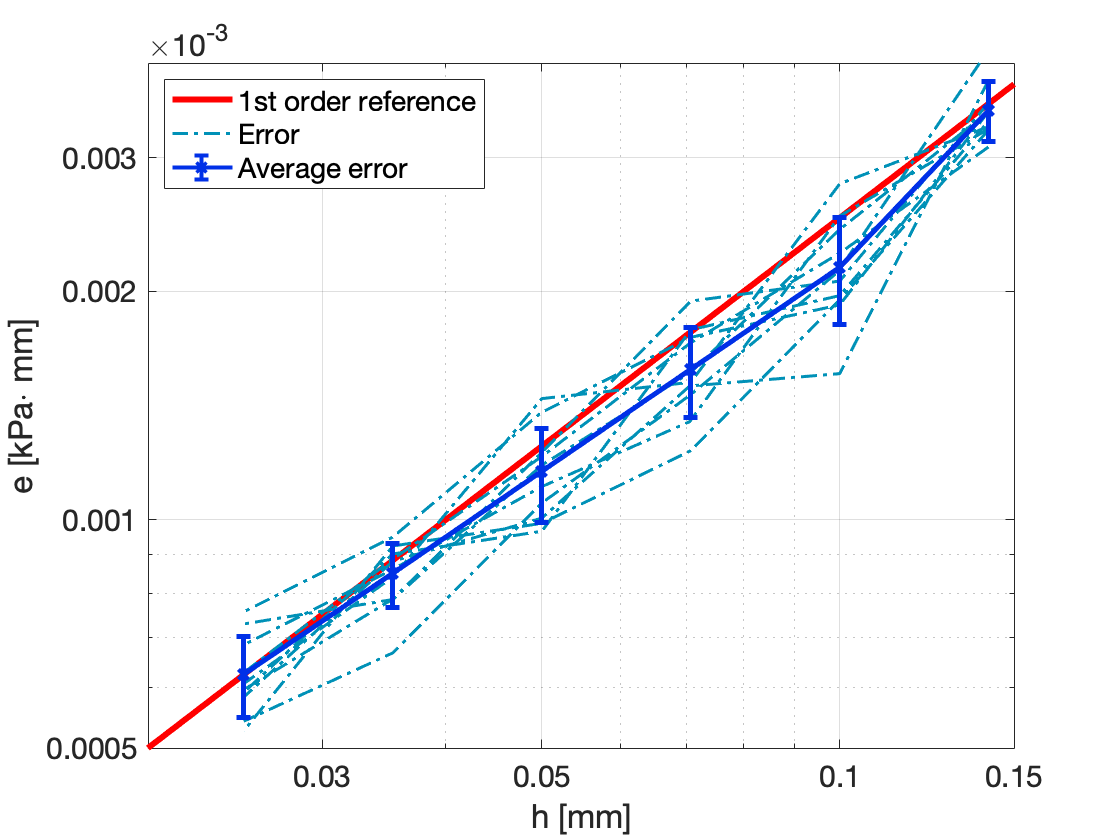 ×10-3
1st order reference
Error
Average error
0.003
0.002
0.001
0.0005
e [kPa· mm]
0.03
0.05
0.1
0.15
h [mm]